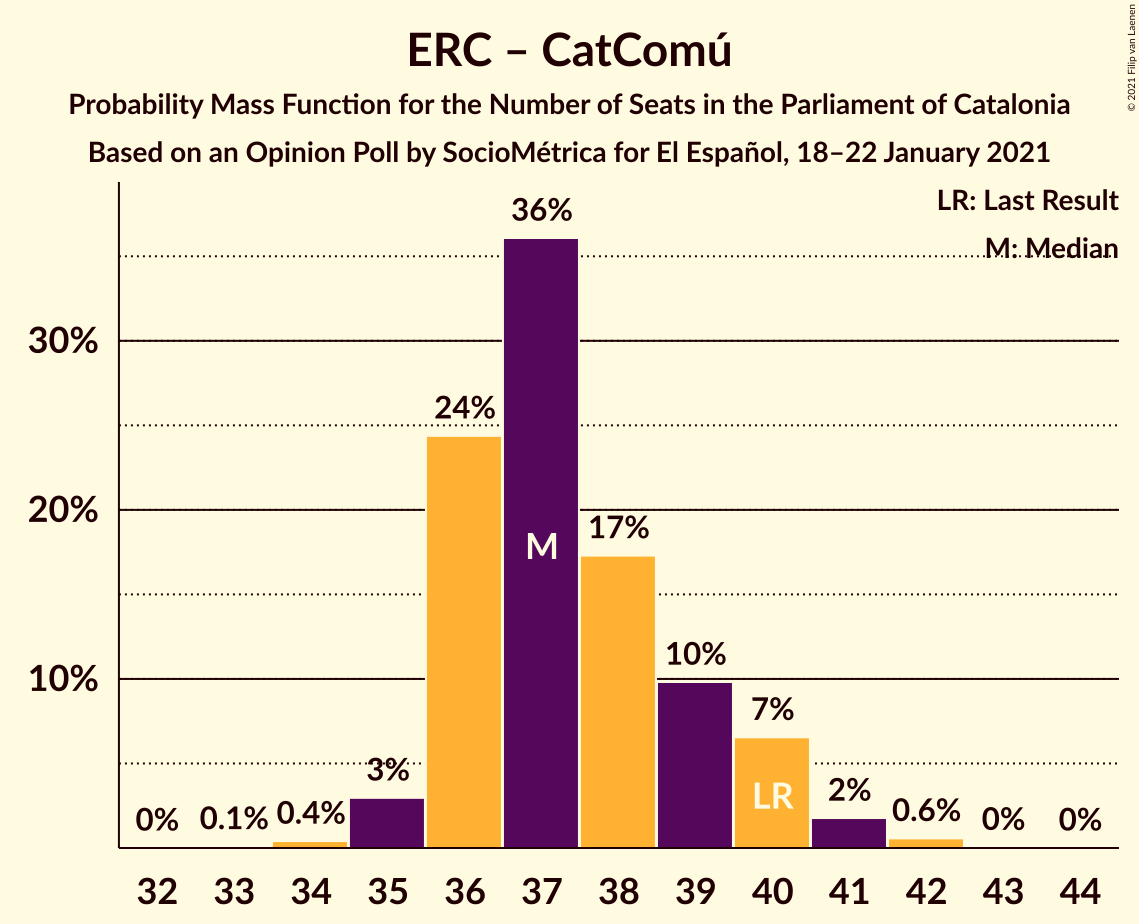 ERC – CatComú
Probability Mass Function for the Number of Seats in the Parliament of Catalonia
Based on an Opinion Poll by SocioMétrica for El Español, 18–22 January 2021
© 2021 Filip van Laenen
LR: Last Result
M: Median
36%
30%
24%
20%
17%
M
10%
10%
7%
3%
LR
2%
0% 0.1% 0.4% 0.6% 0% 0%
32 33 34 35 36 37 38 39 40 41 42 43 44